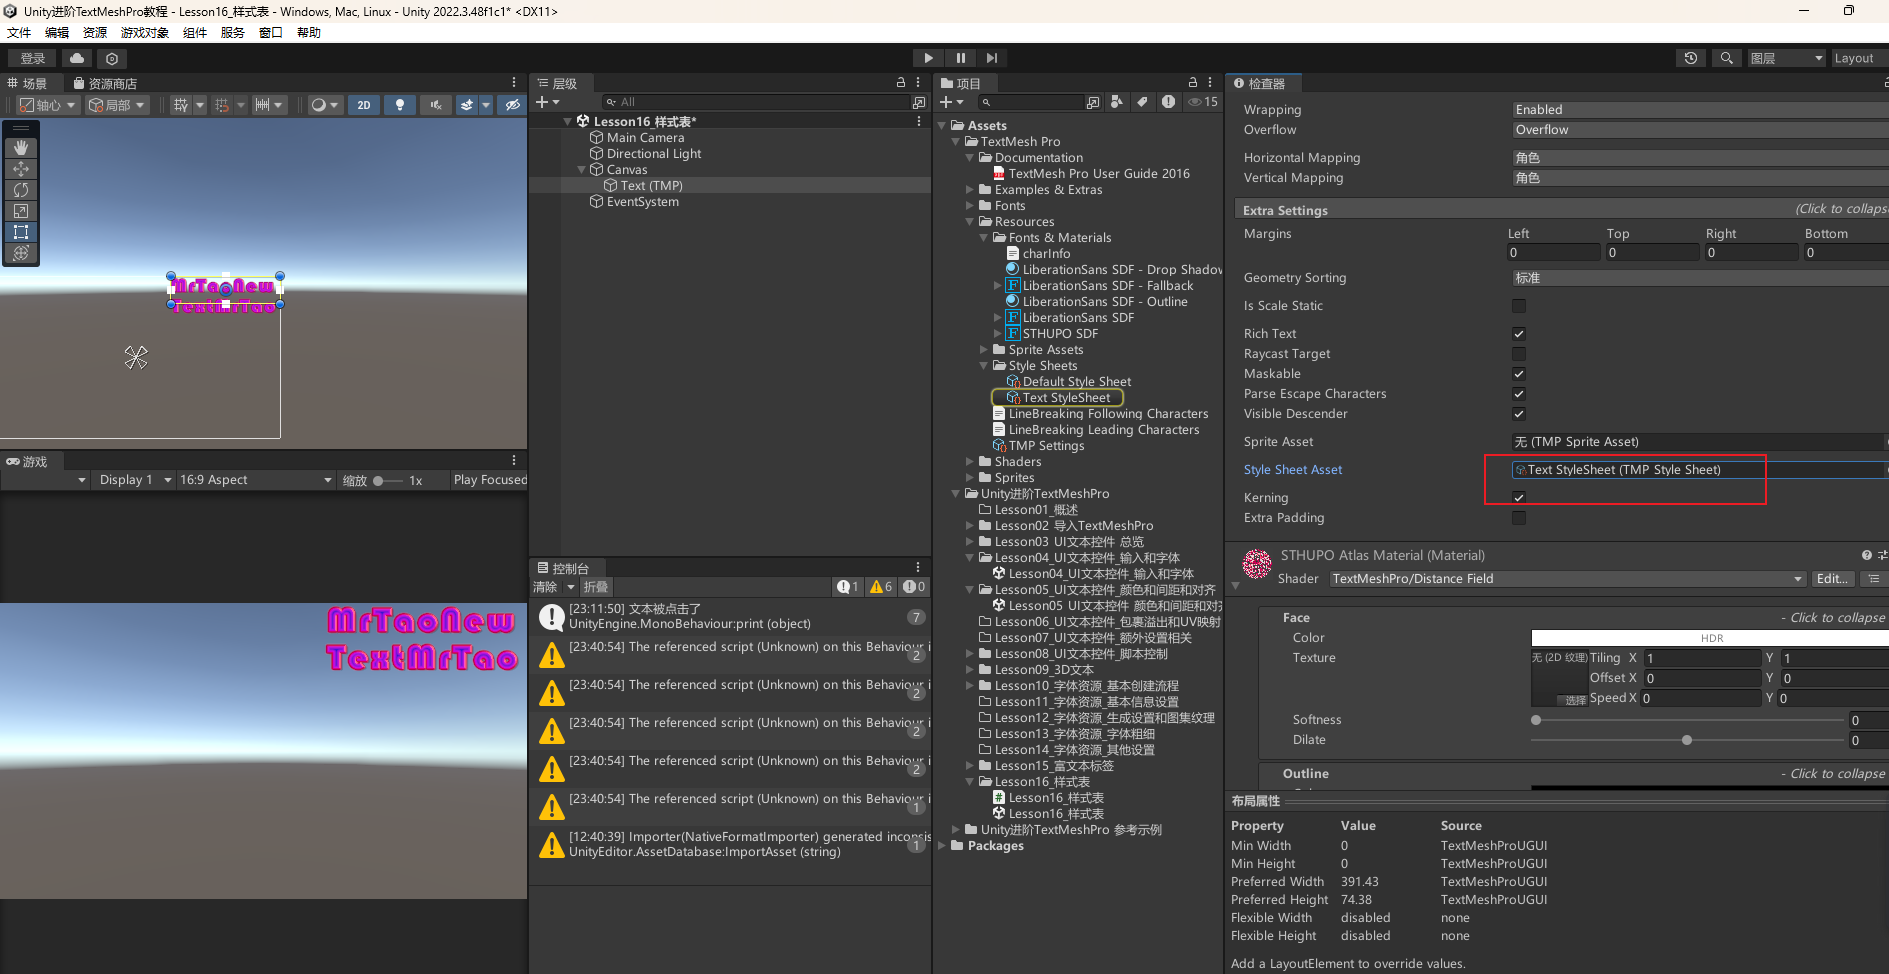 Unity进阶TextMeshPro教程 - Lesson16_样式表 - Windows, Mac, Linux - Unity 2022.3.48f1c1* <DX11>
文件 编辑 资源 游戏对象 组件 服务 窗口 帮助
登录
图层
Layout
场景 资源商店
轴心 局部
2D
MrTaoNew
TextMrTao
游戏
Display 1 16:9 Aspect 缩放 1x Play Focused
MrTaoNew
TextMrTao
层级
All
Lesson16_样式表*
Main Camera
Directional Light
Canvas
Text (TMP)
EventSystem
控制台
清除 折叠 1 6 0
[23:11:50] 文本被点击了
UnityEngine.MonoBehaviour:print (object)
7
[23:40:54] The referenced script (Unknown) on this Behaviour i
2
[23:40:54] The referenced script (Unknown) on this Behaviour i
2
[23:40:54] The referenced script (Unknown) on this Behaviour i
2
[23:40:54] The referenced script (Unknown) on this Behaviour i
2
[23:40:54] The referenced script (Unknown) on this Behaviour i
1
[12:40:39] Importer(NativeFormatImporter) generated inconsis
UnityEditor.AssetDatabase:ImportAsset (string)
1
项目
15
Assets
TextMesh Pro
Documentation
TextMesh Pro User Guide 2016
Examples & Extras
Fonts
Resources
Fonts & Materials
charInfo
LiberationSans SDF - Drop Shadow
LiberationSans SDF - Fallback
LiberationSans SDF - Outline
LiberationSans SDF
STHUPO SDF
Sprite Assets
Style Sheets
Default Style Sheet
Text StyleSheet
LineBreaking Following Characters
LineBreaking Leading Characters
TMP Settings
Shaders
Sprites
Unity进阶TextMeshPro
Lesson01_概述
Lesson02 导入TextMeshPro
Lesson03 UI文本控件 总览
Lesson04_UI文本控件_输入和字体
Lesson04_UI文本控件_输入和字体
Lesson05_UI文本控件_颜色和间距和对齐
Lesson05 UI文本控件 颜色和间距和对齐
Lesson06_UI文本控件_包裹溢出和UV映射
Lesson07_UI文本控件_额外设置相关
Lesson08_UI文本控件_脚本控制
Lesson09_3D文本
Lesson10_字体资源_基本创建流程
Lesson11_字体资源_基本信息设置
Lesson12_字体资源_生成设置和图集纹理
Lesson13_字体资源_字体粗细
Lesson14_字体资源_其他设置
Lesson15_富文本标签
Lesson16_样式表
Lesson16_样式表
Lesson16_样式表
Unity进阶TextMeshPro 参考示例
Packages
检查器
Wrapping Enabled
Overflow Overflow
Horizontal Mapping 角色
Vertical Mapping 角色
Extra Settings (Click to collapse
Margins Left Top Right Bottom
0 0 0 0
Geometry Sorting 标准
Is Scale Static
Rich Text
Raycast Target
Maskable
Parse Escape Characters
Visible Descender
Sprite Asset 无 (TMP Sprite Asset)
Style Sheet Asset Text StyleSheet (TMP Style Sheet)
Kerning
Extra Padding
STHUPO Atlas Material (Material)
Shader TextMeshPro/Distance Field Edit...
Face - Click to collapse
Color HDR
Texture 无 (2D 纹理) Tiling X 1 Y 1
Offset X 0 Y 0
选择 Speed X 0 Y 0
Softness 0
Dilate 0
Outline - Click to collapse
布局属性
Property Value Source
Min Width 0 TextMeshProUGUI
Min Height 0 TextMeshProUGUI
Preferred Width 391.43 TextMeshProUGUI
Preferred Height 74.38 TextMeshProUGUI
Flexible Width disabled none
Flexible Height disabled none
Add a LayoutElement to override values.